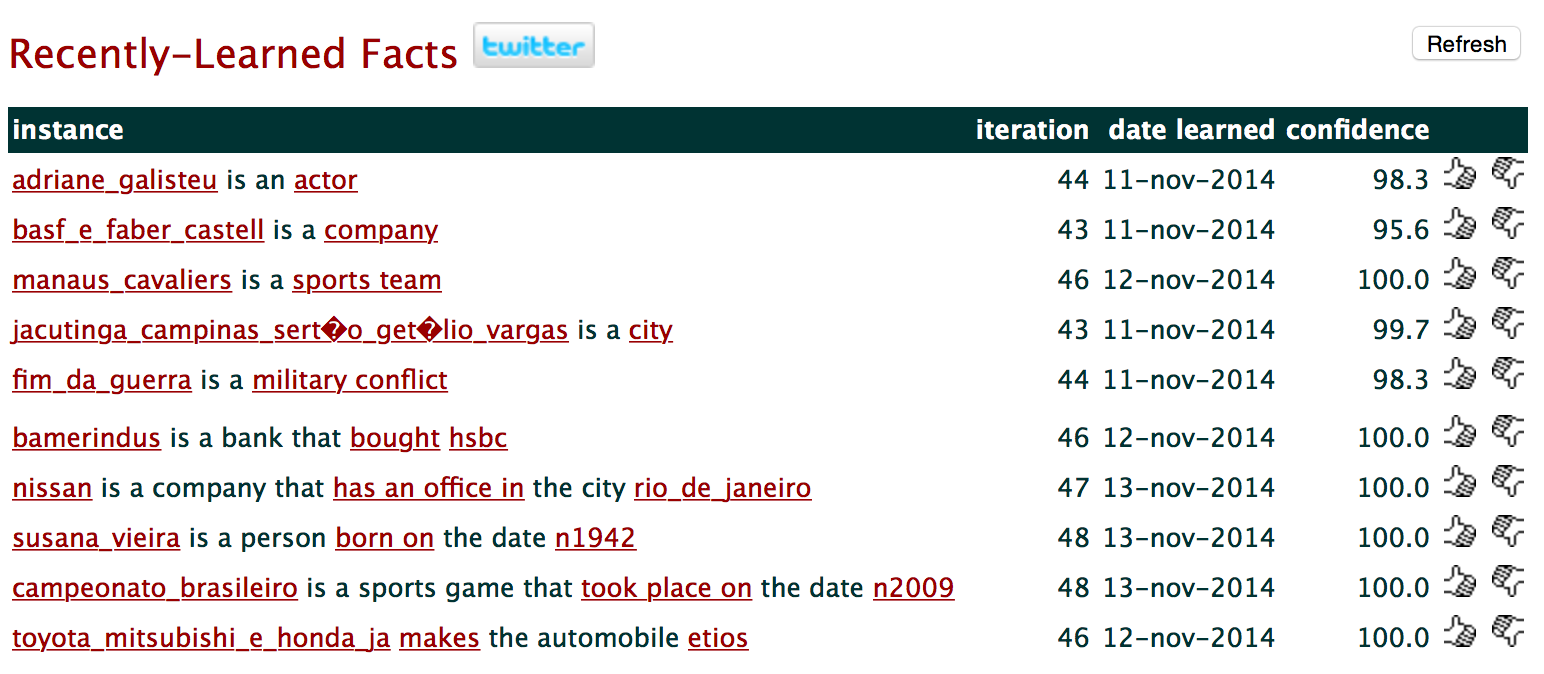 Recently-Learned Facts twitter Refresh
instance iteration date learned confidence
adriane_galisteu is an actor 44 11-nov-2014 98.3
basf_e_faber_castell is a company 43 11-nov-2014 95.6
manaus_cavaliers is a sports team 46 12-nov-2014 100.0
jacutinga_campinas_sert�o_get�lio_vargas is a city 43 11-nov-2014 99.7
fim_da_guerra is a military conflict 44 11-nov-2014 98.3
bamerindus is a bank that bought hsbc 46 12-nov-2014 100.0
nissan is a company that has an office in the city rio_de_janeiro 47 13-nov-2014 100.0
susana_vieira is a person born on the date n1942 48 13-nov-2014 100.0
campeonato_brasileiro is a sports game that took place on the date n2009 48 13-nov-2014 100.0
toyota_mitsubishi_e_honda_ja makes the automobile etios 46 12-nov-2014 100.0